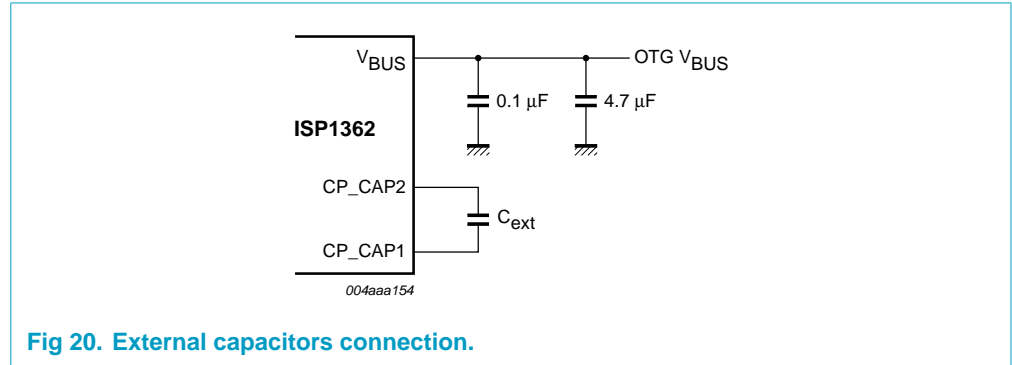 VBUS OTG VBUS
0.1 μF 4.7 μF
ISP1362
CP_CAP2
Cext
CP_CAP1
004aaa154
Fig 20. External capacitors connection.